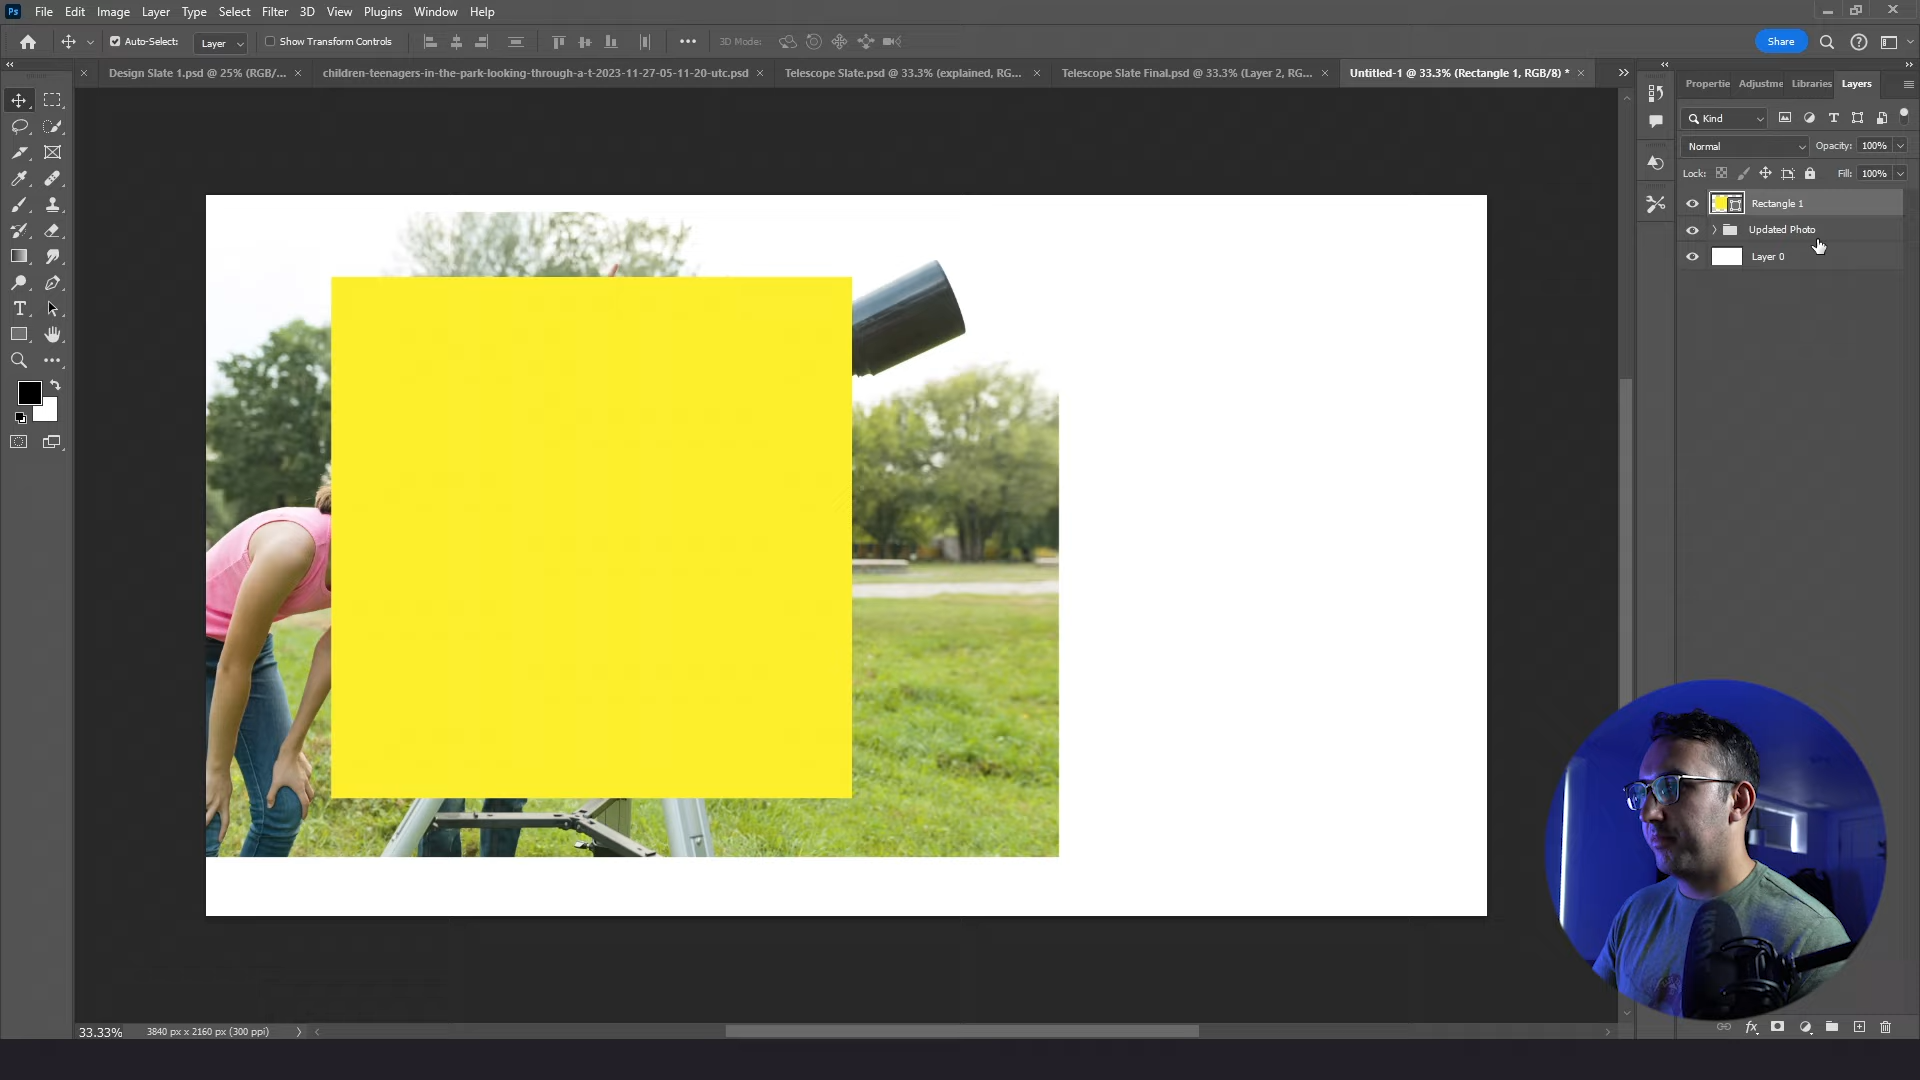 Ps File Edit Image Layer Type Select Filter 3D View Plugins Window Help
Auto-Select: Layer Show Transform Controls 3D Mode: Share
Design Slate 1.psd @ 25% (RGB/... children-teenagers-in-the-park-looking-through-a-t-2023-11-27-05-11-20-utc.psd Telescope Slate.psd @ 33.3% (explained, RG... Telescope Slate Final.psd @ 33.3% (Layer 2, RG... Untitled-1 @ 33.3% (Rectangle 1, RGB/8) *
Propertie Adjustme Libraries Layers
Kind
Normal Opacity: 100%
Lock: Fill: 100%
Rectangle 1
Updated Photo
Layer 0
33.33% 3840 px x 2160 px (300 ppi)